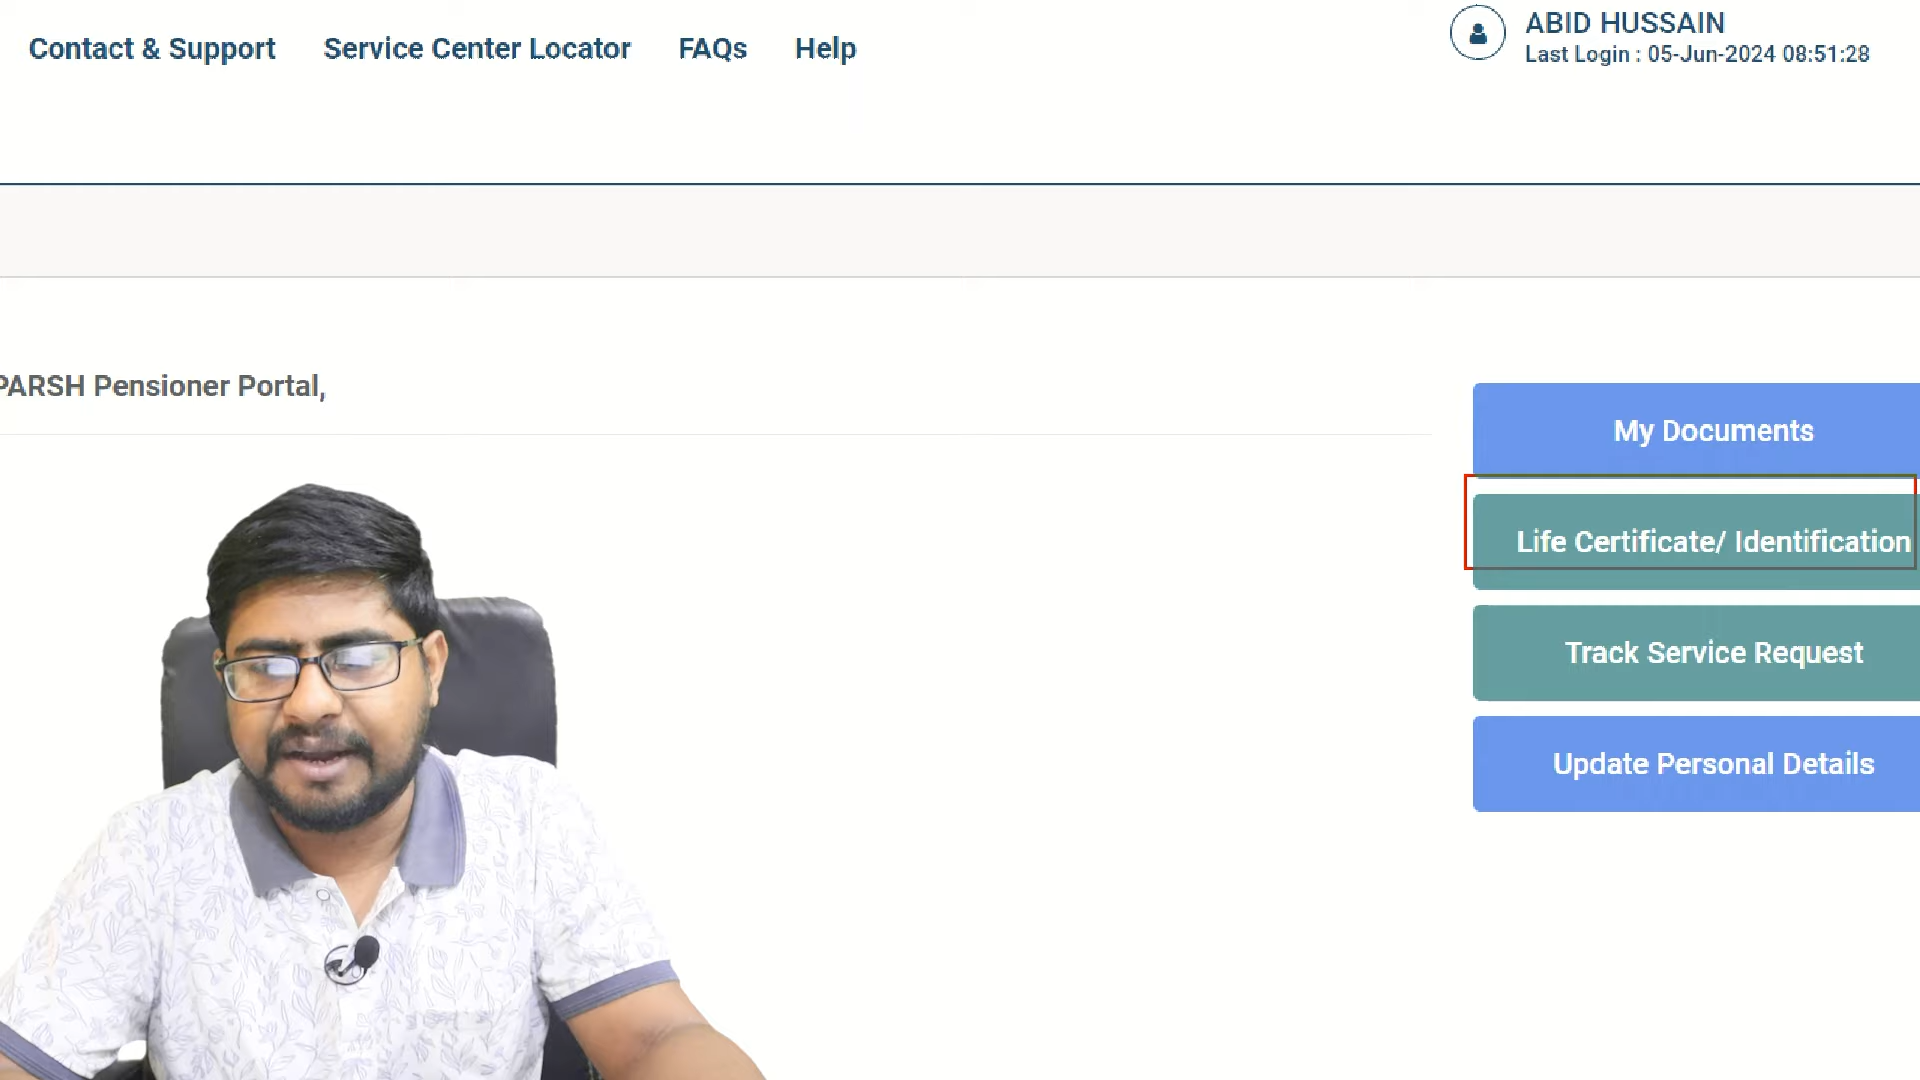 Contact & Support Service Center Locator FAQs Help
ABID HUSSAIN
Last Login : 05-Jun-2024 08:51:28
PARSH Pensioner Portal,
My Documents
Life Certificate/ Identification
Track Service Request
Update Personal Details